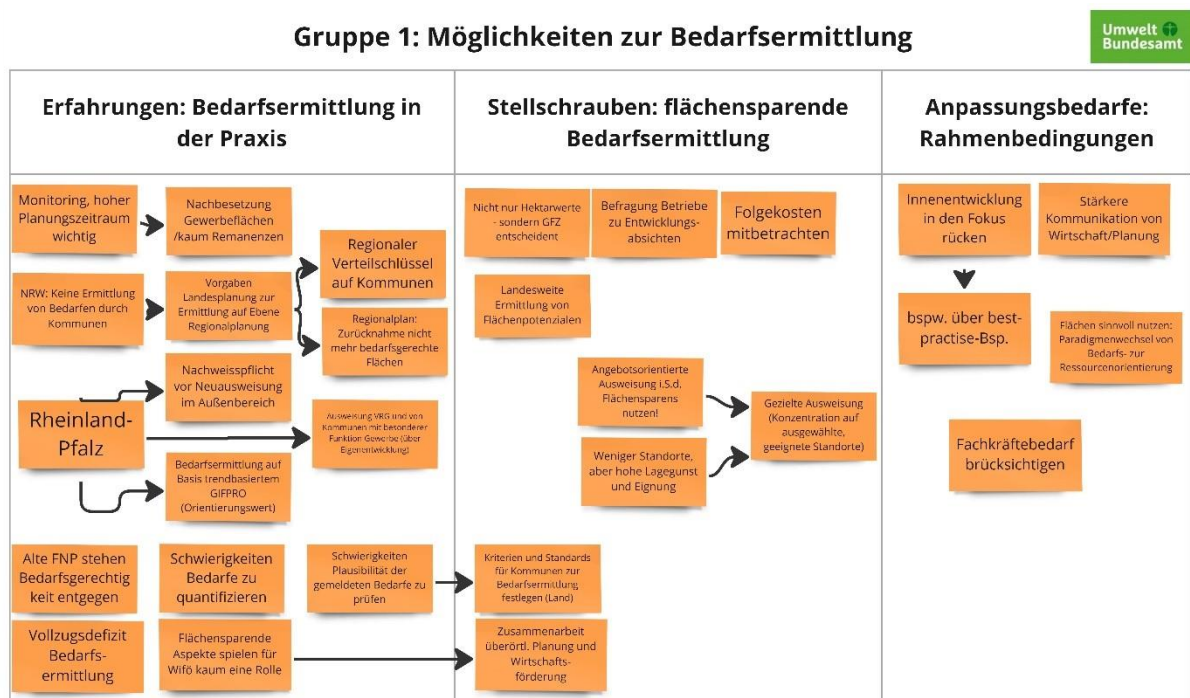 Gruppe 1: Möglichkeiten zur Bedarfsermittlung
Umwelt
Bundesamt
Erfahrungen: Bedarfsermittlung in
der Praxis
Monitoring, hoher
Planungszeitraum
wichtig
Nachbesetzung
Gewerbeflächen
/kaum Remanenzen
NRW: Keine Ermittlung
von Bedarfen durch
Kommunen
Vorgaben
Landesplanung zur
Ermittlung auf Ebene
Regionalplanung
Regionaler
Verteilschlüssel
auf Kommunen
Regionalplan:
Zurücknahme nicht
mehr bedarfsgerechte
Flächen
Rheinland-
Pfalz
Nachweisspflicht
vor Neuausweisung
im Außenbereich
Ausweisung VRG und von
Kommunen mit besonderer
Funktion Gewerbe (über
Eigenentwicklung)
Bedarfsermittlung auf
Basis trendbasiertem
GIFPRO
(Orientierungswert)
Alte FNP stehen
Bedarfsgerechtig
keit entgegen
Schwierigkeiten
Bedarfe zu
quantifizieren
Schwierigkeiten
Plausibilität der
gemeldeten Bedarfe zu
prüfen
Vollzugsdefizit
Bedarfs-
ermittlung
Flächensparende
Aspekte spielen für
Wifö kaum eine Rolle
Stellschrauben: flächensparende
Bedarfsermittlung
Nicht nur Hektarwerte
- sondern GFZ
entscheident
Befragung Betriebe
zu Entwicklungs-
absichten
Folgekosten
mitbetrachten
Landesweite
Ermittlung von
Flächenpotenzialen
Angebotsorientierte
Ausweisung i.S.d.
Flächensparens
nutzen!
Weniger Standorte,
aber hohe Lagegunst
und Eignung
Gezielte Ausweisung
(Konzentration auf
ausgewählte,
geeignete Standorte)
Kriterien und Standards
für Kommunen zur
Bedarfsermittlung
festlegen (Land)
Zusammenarbeit
überörtl. Planung und
Wirtschafts-
förderung
Anpassungsbedarfe:
Rahmenbedingungen
Innenentwicklung
in den Fokus
rücken
Stärkere
Kommunikation von
Wirtschaft/Planung
bspw. über best-
practise-Bsp.
Flächen sinnvoll nutzen:
Paradigmenwechsel von
Bedarfs- zur
Ressourcenorientierung
Fachkräftebedarf
brücksichtigen